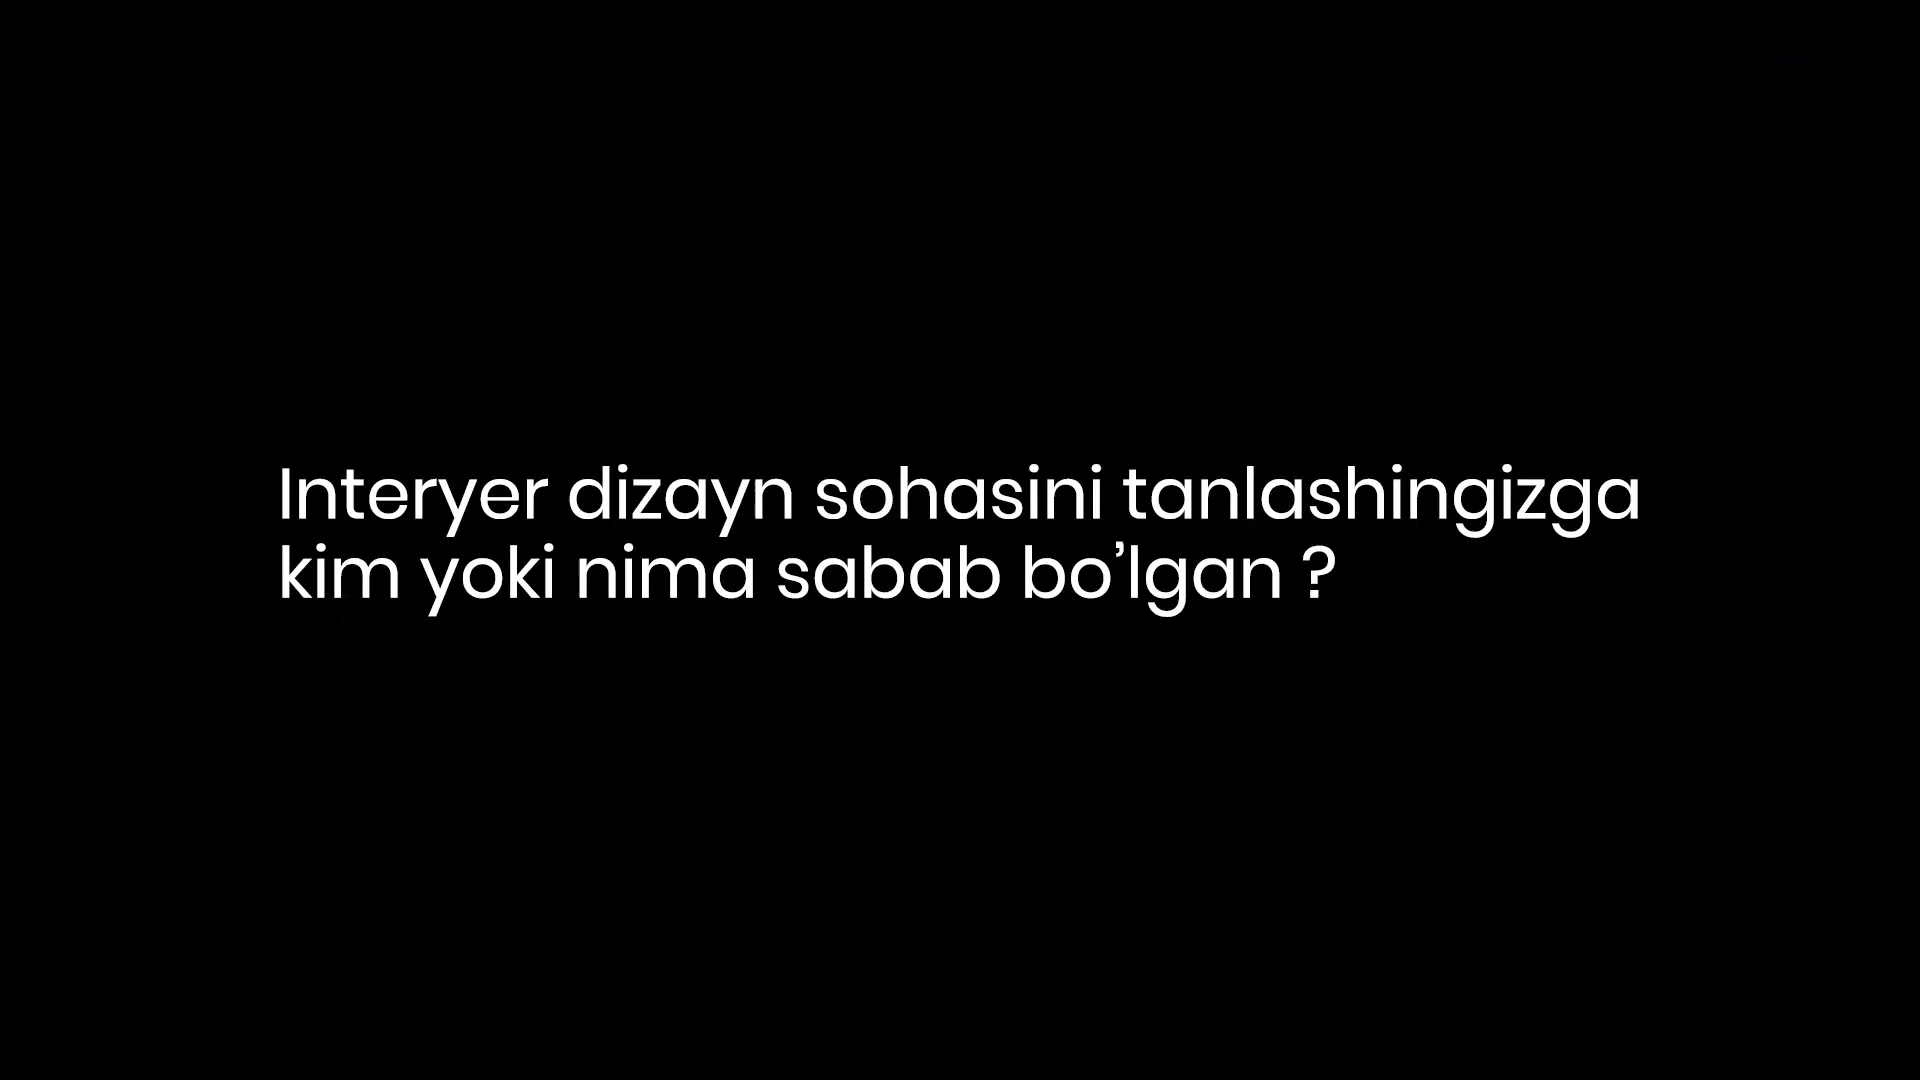 Interyer dizayn sohasini tanlashingizga
kim yoki nima sabab bo’lgan ?